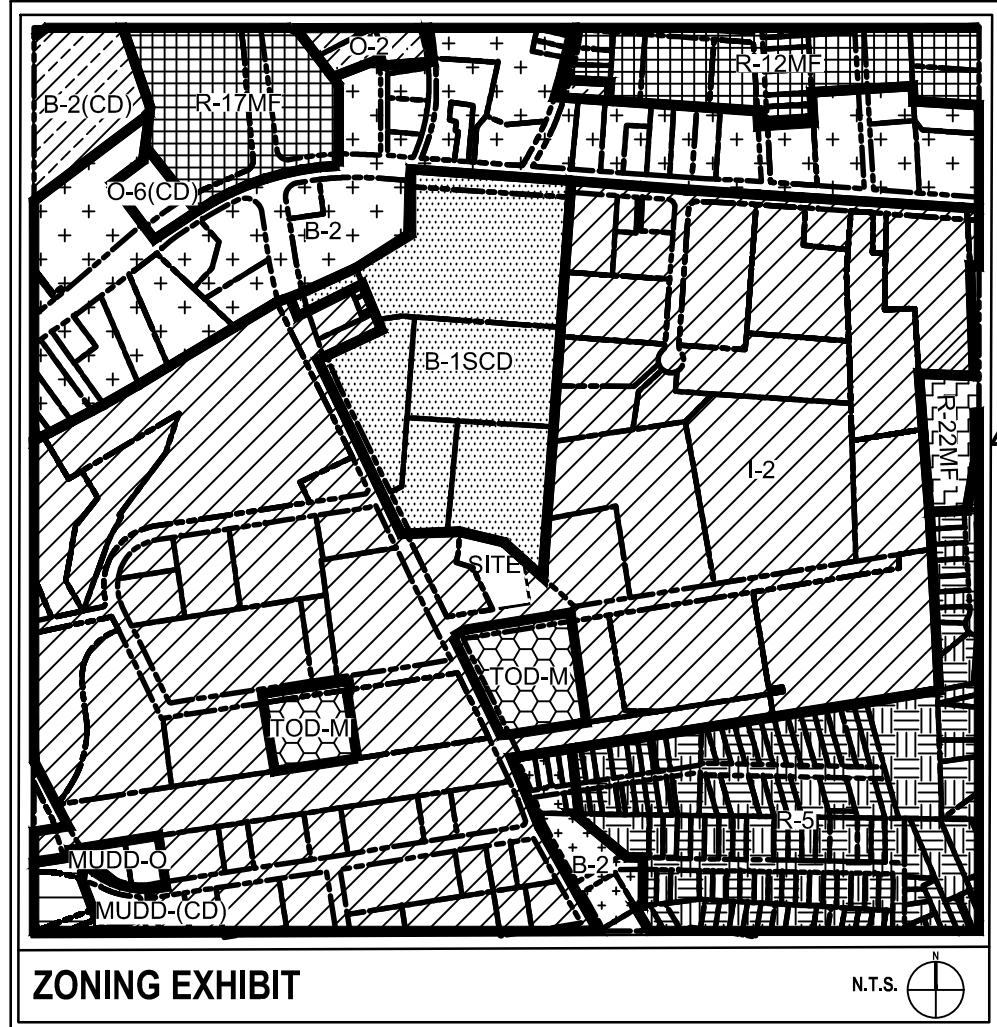 O-2
R-12MF
B-2(CD)
R-17MF
O-6(CD)
B-2
B-1SCD
R-22MF
I-2
SITE
TOD-M
TOD-M
R-5
MUDD-O
B-2
MUDD-(CD)
ZONING EXHIBIT
N.T.S.
N